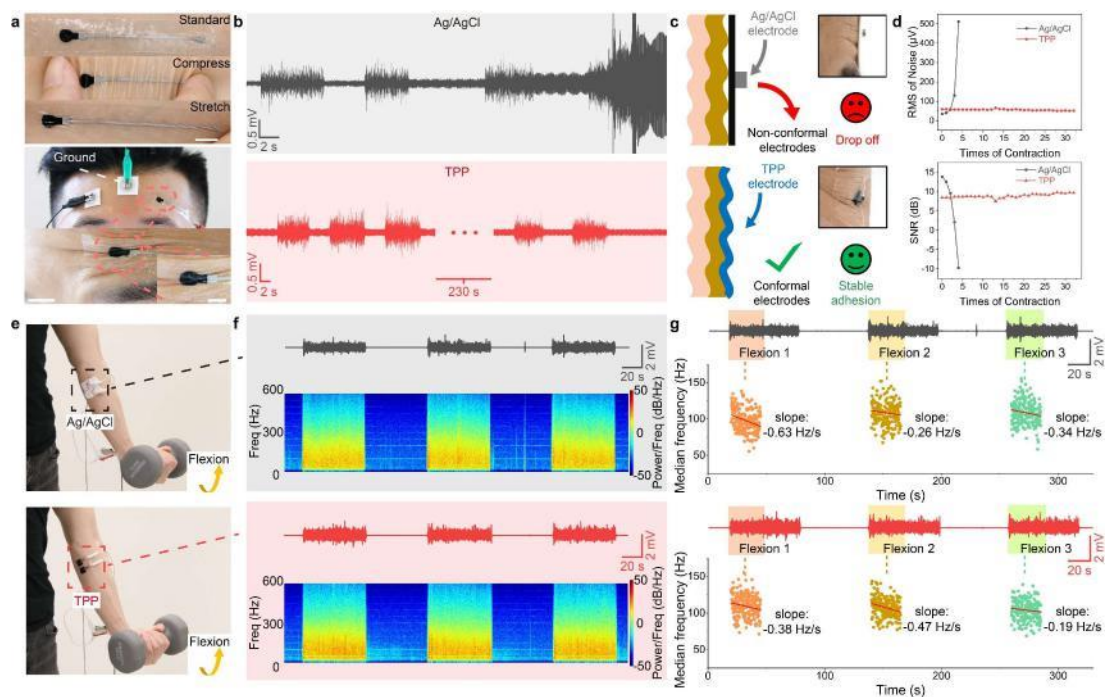 a
Standard
Compress
Stretch
Ground
b
Ag/AgCl
0.5 mV
2 s
TPP
0.5 mV
2 s
230 s
c
Ag/AgCl
electrode
Non-conformal
electrodes
Drop off
TPP
electrode
Conformal
electrodes
Stable
adhesion
d
RMS of Noise (μV)
500
400
300
200
100
0
Ag/AgCl
TPP
0 5 10 15 20 25 30
Times of Contraction
SNR (dB)
15
10
5
0
-5
-10
Ag/AgCl
TPP
0 5 10 15 20 25 30
Times of Contraction
e
Ag/AgCl
Flexion
TPP
Flexion
f
20 s
2 mV
Freq (Hz)
600
300
0
50
-50
Power/Freq (dB/Hz)
20 s
2 mV
Freq (Hz)
600
300
0
50
-50
Power/Freq (dB/Hz)
g
Flexion 1
Flexion 2
Flexion 3
20 s
2 mV
Median frequency (Hz)
150
100
50
slope:
-0.63 Hz/s
slope:
-0.26 Hz/s
slope:
-0.34 Hz/s
0 100 200 300
Time (s)
Flexion 1
Flexion 2
Flexion 3
20 s
2 mV
Median frequency (Hz)
150
100
50
slope:
-0.38 Hz/s
slope:
-0.47 Hz/s
slope:
-0.19 Hz/s
0 100 200 300
Time (s)